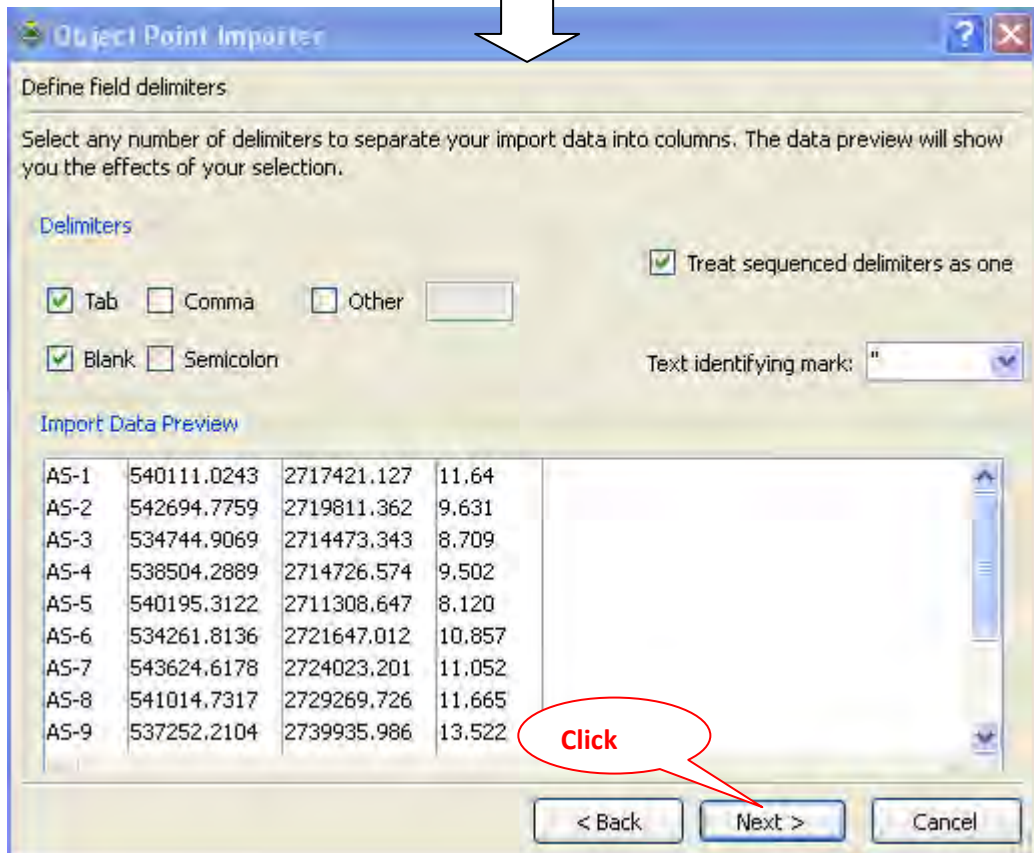 Object Point Importer
Define field delimiters
Select any number of delimiters to separate your import data into columns. The data preview will show
you the effects of your selection.
Delimiters
Treat sequenced delimiters as one
Tab Comma Other
Blank Semicolon Text identifying mark: "
Import Data Preview
AS-1 540111.0243 2717421.127 11.64
AS-2 542694.7759 2719811.362 9.631
AS-3 534744.9069 2714473.343 8.709
AS-4 538504.2889 2714726.574 9.502
AS-5 540195.3122 2711308.647 8.120
AS-6 534261.8136 2721647.012 10.857
AS-7 543624.6178 2724023.201 11.052
AS-8 541014.7317 2729269.726 11.665
AS-9 537252.2104 2739935.986 13.522
Click
< Back Next > Cancel